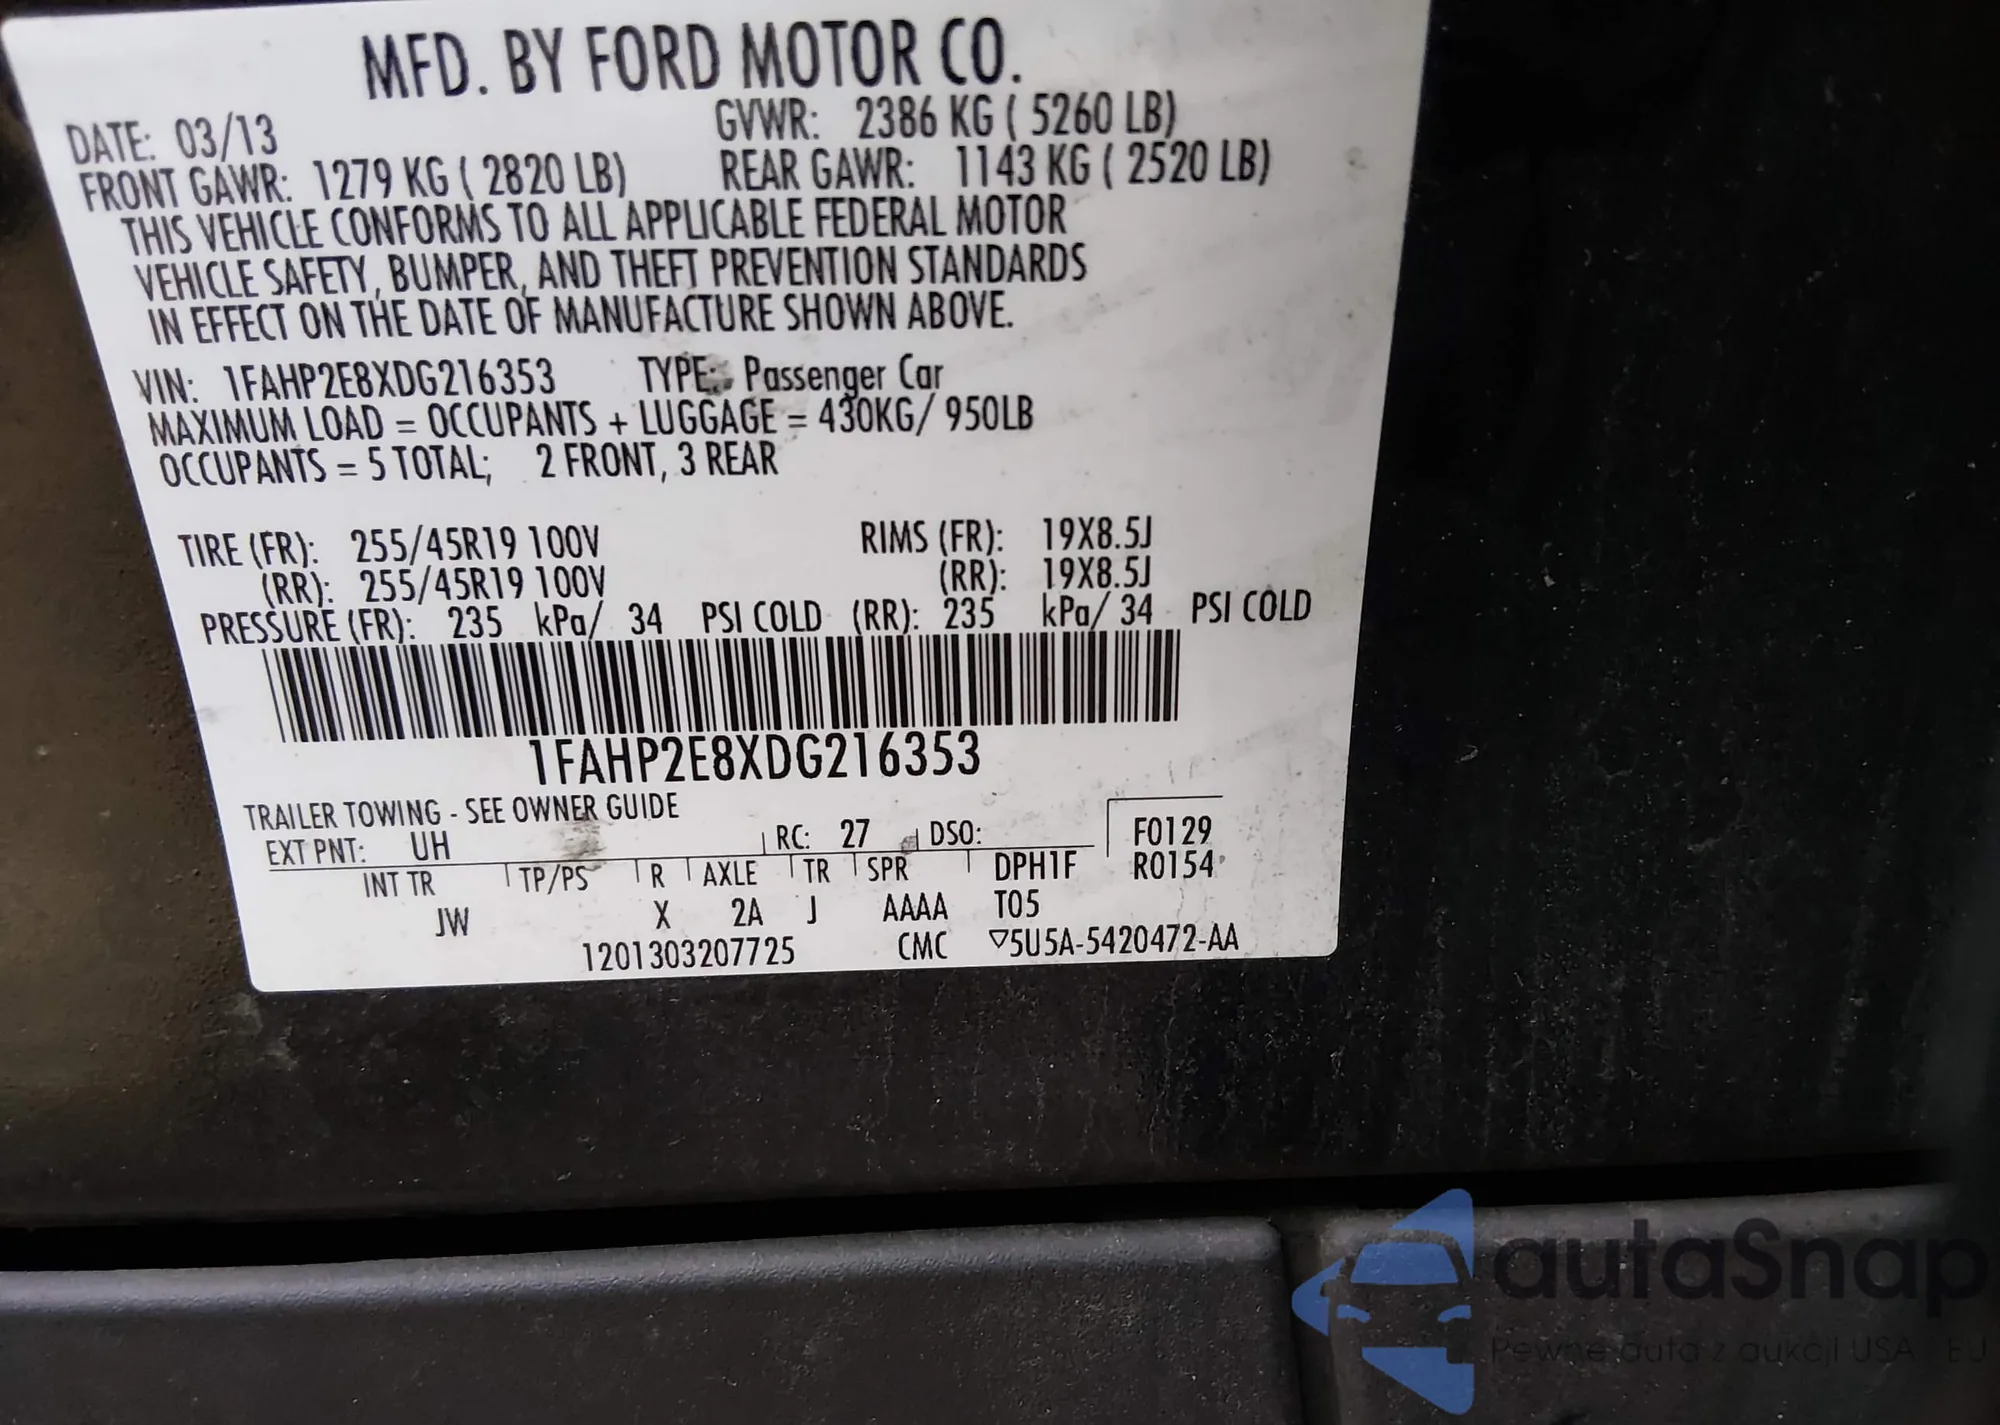 MFD. BY FORD MOTOR CO.
DATE: 03/13 GVWR: 2386 KG ( 5260 LB)
FRONT GAWR: 1279 KG ( 2820 LB) REAR GAWR: 1143 KG ( 2520 LB)
THIS VEHICLE CONFORMS TO ALL APPLICABLE FEDERAL MOTOR
VEHICLE SAFETY, BUMPER, AND THEFT PREVENTION STANDARDS
IN EFFECT ON THE DATE OF MANUFACTURE SHOWN ABOVE.
VIN: 1FAHP2E8XDG216353 TYPE: Passenger Car
MAXIMUM LOAD = OCCUPANTS + LUGGAGE = 430KG/ 950LB
OCCUPANTS = 5 TOTAL; 2 FRONT, 3 REAR
TIRE (FR): 255/45R19 100V RIMS (FR): 19X8.5J
(RR): 255/45R19 100V (RR): 19X8.5J
PRESSURE (FR): 235 kPa/ 34 PSI COLD (RR): 235 kPa/ 34 PSI COLD
1FAHP2E8XDG216353
TRAILER TOWING - SEE OWNER GUIDE
EXT PNT: UH RC: 27 DSO: F0129
INT TR TP/PS R AXLE TR SPR DPH1F R0154
JW X 2A J AAAA T05
1201303207725 CMC ▽5U5A-5420472-AA
autaSnap
Pewne auta z aukcji USA EU